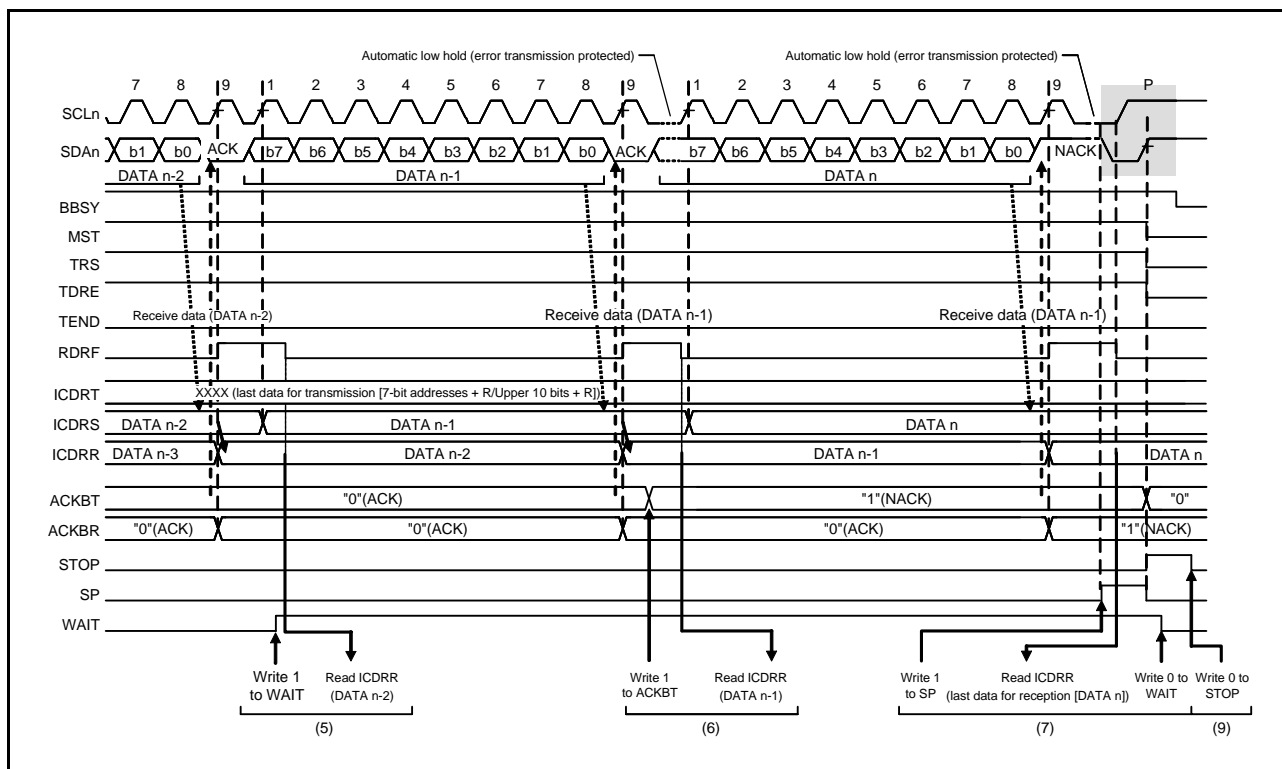 Automatic low hold (error transmission protected) Automatic low hold (error transmission protected)
7 8 9 1 2 3 4 5 6 7 8 9 1 2 3 4 5 6 7 8 9 P
SCLn
SDAn b1 b0 ACK b7 b6 b5 b4 b3 b2 b1 b0 ACK b7 b6 b5 b4 b3 b2 b1 b0 NACK
DATA n-2 DATA n-1 DATA n
BBSY
MST
TRS
TDRE
TEND Receive data (DATA n-2) Receive data (DATA n-1) Receive data (DATA n-1)
RDRF
ICDRT XXXX (last data for transmission [7-bit addresses + R/Upper 10 bits + R])
ICDRS DATA n-2 DATA n-1 DATA n
ICDRR DATA n-3 DATA n-2 DATA n-1 DATA n
ACKBT "0"(ACK) "1"(NACK) "0"
ACKBR "0"(ACK) "0"(ACK) "0"(ACK) "1"(NACK)
STOP
SP
WAIT
Write 1 Read ICDRR Write 1 Read ICDRR Write 1 Read ICDRR Write 0 to Write 0 to
to WAIT (DATA n-2) to ACKBT (DATA n-1) to SP (last data for reception [DATA n]) WAIT STOP
(5) (6) (7) (9)